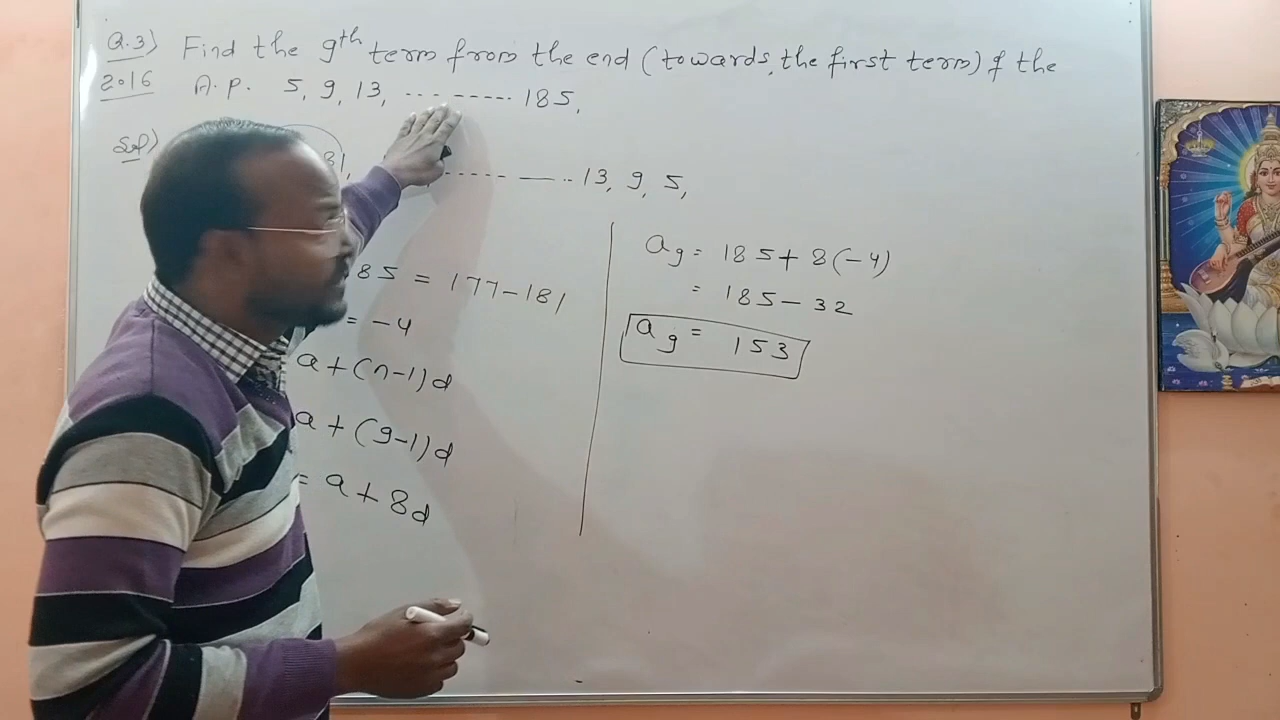 Q.3) Find the 9th term from the end (towards, the first term) of the
2016 A.P. 5, 9, 13, ......... 185,
Sol)
81, ......... 13, 9, 5,
85 = 177-181
= -4
a + (n-1)d
a + (9-1)d
= a + 8d
a9 = 185 + 8(-4)
= 185 - 32
a9 = 153